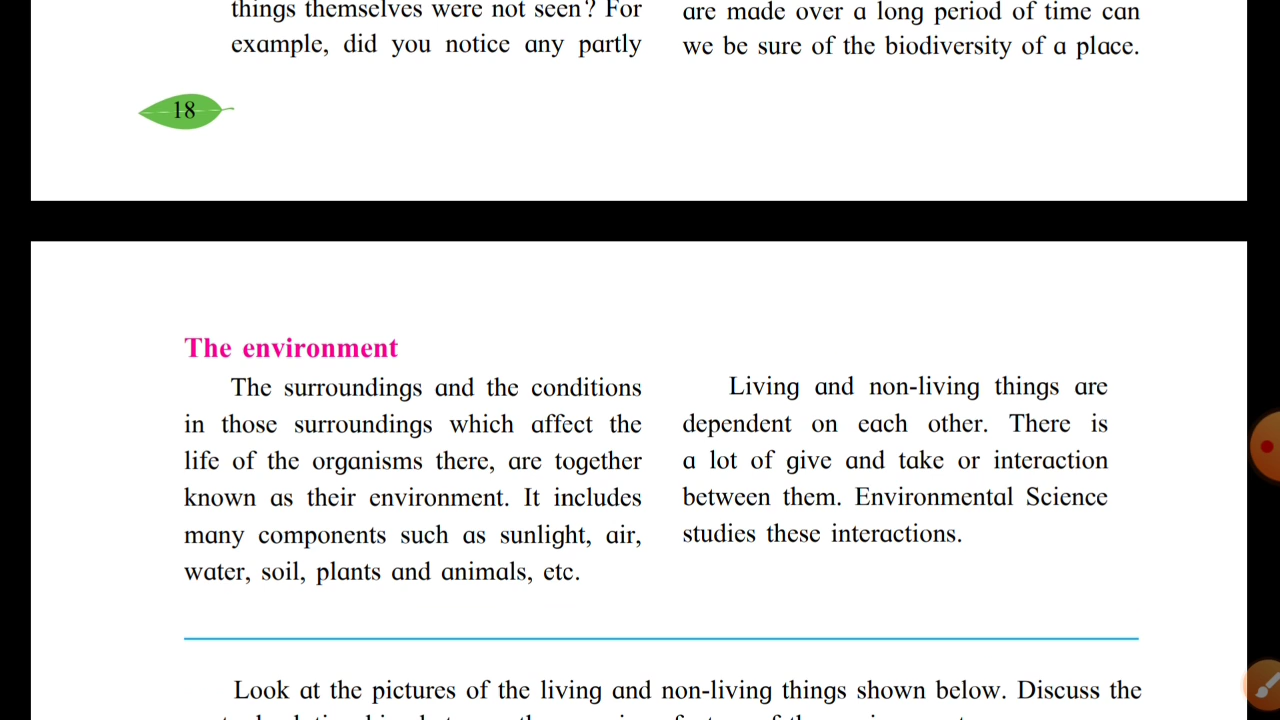 things themselves were not seen? For
example, did you notice any partly
are made over a long period of time can
we be sure of the biodiversity of a place.
18
The environment
The surroundings and the conditions
in those surroundings which affect the
life of the organisms there, are together
known as their environment. It includes
many components such as sunlight, air,
water, soil, plants and animals, etc.
Living and non-living things are
dependent on each other. There is
a lot of give and take or interaction
between them. Environmental Science
studies these interactions.
Look at the pictures of the living and non-living things shown below. Discuss the